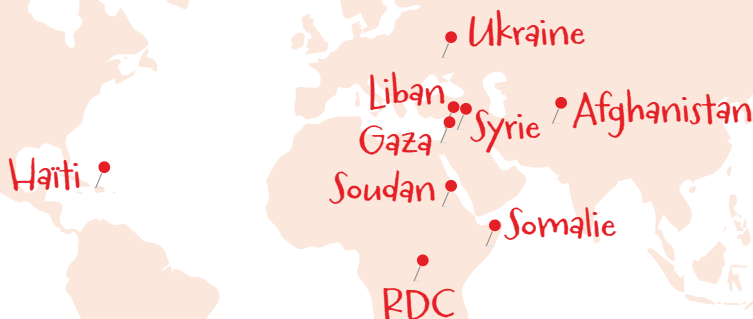 Ukraine
Liban
Afghanistan
Syrie
Gaza
Haïti
Soudan
Somalie
RDC